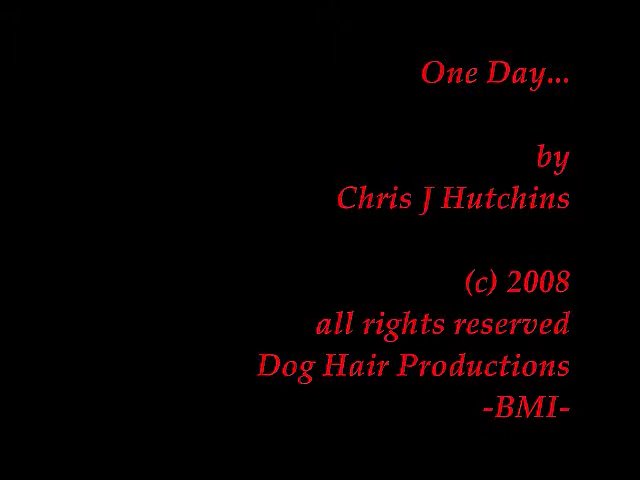 One Day...
by
Chris J Hutchins
(c) 2008
all rights reserved
Dog Hair Productions
-BMI-